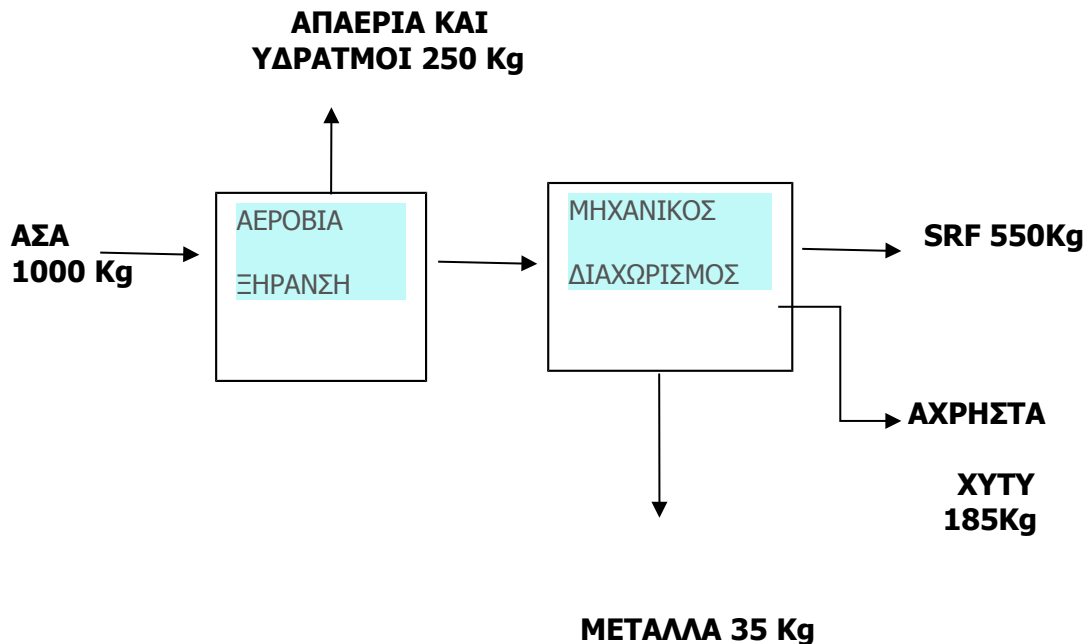 ΑΠΑΕΡΙΑ ΚΑΙ
ΥΔΡΑΤΜΟΙ 250 Kg
ΑΣΑ
1000 Kg
ΑΕΡΟΒΙΑ
ΞΗΡΑΝΣΗ
ΜΗΧΑΝΙΚΟΣ
ΔΙΑΧΩΡΙΣΜΟΣ
SRF 550Kg
ΑΧΡΗΣΤΑ
ΧΥΤΥ
185Kg
ΜΕΤΑΛΛΑ 35 Kg